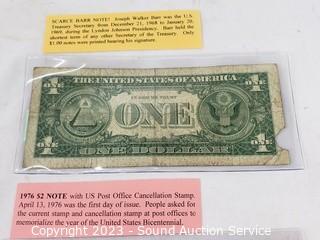 SCARCE BARR NOTE! Joseph Walker Barr was the U.S.
Treasury Secretary from December 21, 1968 to January 20,
1969, during the Lyndon Johnson Presidency. Barr held the
shortest term of any other Secretary of the Treasury. Only
$1.00 notes were printed bearing his signature.
THE UNITED STATES OF AMERICA
IN GOD WE TRUST
ONE
ONE DOLLAR
1976 $2 NOTE with US Post Office Cancellation Stamp.
April 13, 1976 was the first day of issue. People asked for
the current stamp and cancellation stamp at post offices to
memorialize the year of the United States Bicentennial.
Copyright 2023 - Sound Auction Service